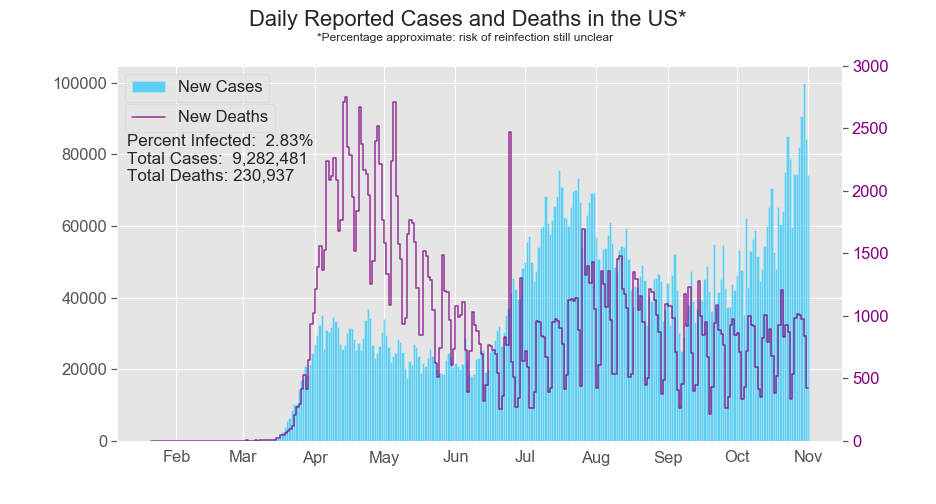 Daily Reported Cases and Deaths in the US*
*Percentage approximate: risk of reinfection still unclear
New Cases
New Deaths
Percent Infected: 2.83%
Total Cases: 9,282,481
Total Deaths: 230,937
100000
80000
60000
40000
20000
0
3000
2500
2000
1500
1000
500
0
Feb Mar Apr May Jun Jul Aug Sep Oct Nov